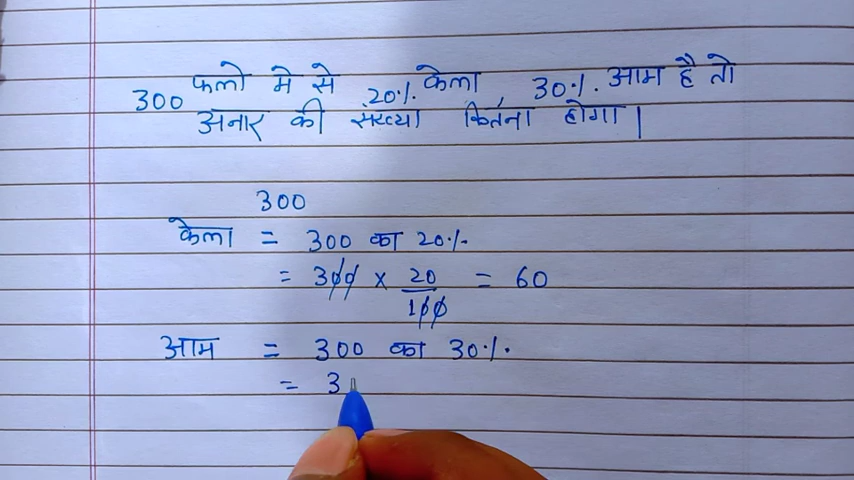 300 फलो मे से 20%. केला, 30%. आम है तो
अनार की संख्या कितना होगा।
300
केला = 300 का 20%.
= 300 × 20/100 = 60
आम = 300 का 30%.
= 3